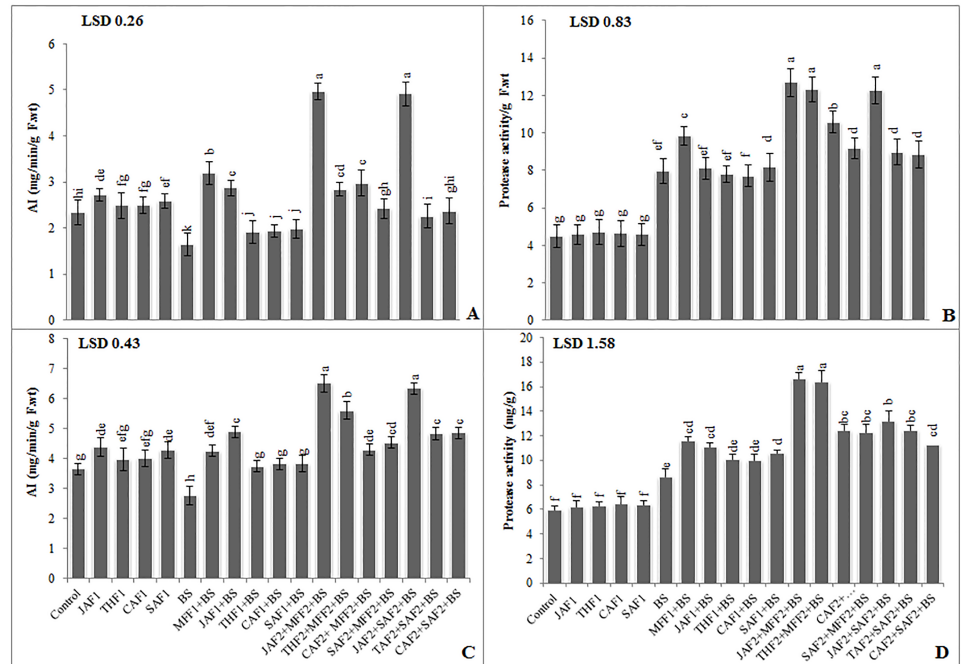 LSD 0.26
AI (mg/min/g F.wt)
6
5
4
3
2
1
0
hi de fg fg ef k b c j j j a cd c gh a i ghi
A
LSD 0.83
Protease activity/g F.wt
16
14
12
10
8
6
4
2
0
g g g g g ef c ef ef f d a a b d a d d
B
LSD 0.43
AI (mg/min/g F.wt)
8
7
6
5
4
3
2
1
0
g de efg efg de h def c g g g a b de cd a c c
Control
JAF1
THF1
CAF1
SAF1
BS
MFF1+BS
JAF1+BS
THF1+BS
CAF1+BS
SAF1+BS
JAF2+MFF2+BS
THF2+MFF2+BS
CAF2+ MFF2+BS
SAF2+MFF2+BS
JAF2+SAF2+BS
TAF2+SAF2+BS
CAF2+SAF2+BS
C
LSD 1.58
Protease activity (mg/g)
20
18
16
14
12
10
8
6
4
2
0
f f f f f e cd cd de de d a a bc bc b bc cd
Control
JAF1
THF1
CAF1
SAF1
BS
MFF1+BS
JAF1+BS
THF1+BS
CAF1+BS
SAF1+BS
JAF2+MFF2+BS
THF2+MFF2+BS
CAF2+...
SAF2+MFF2+BS
JAF2+SAF2+BS
TAF2+SAF2+BS
CAF2+SAF2+BS
D